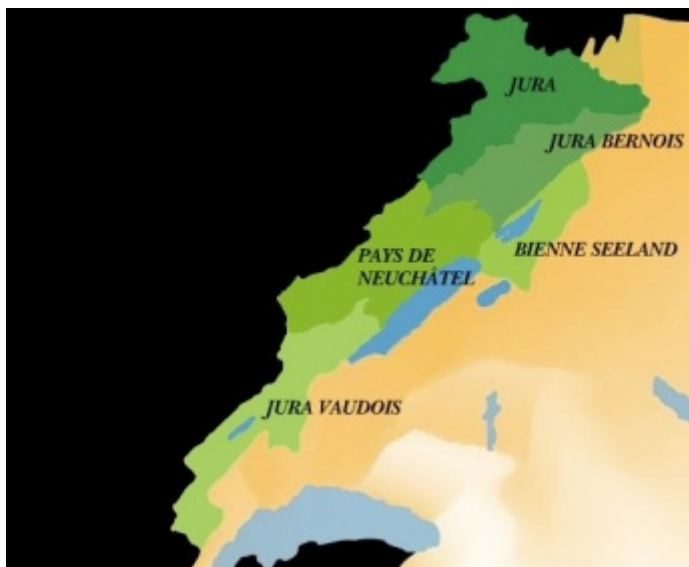 JURA
JURA BERNOIS
BIENNE SEELAND
PAYS DE
NEUCHÂTEL
JURA VAUDOIS